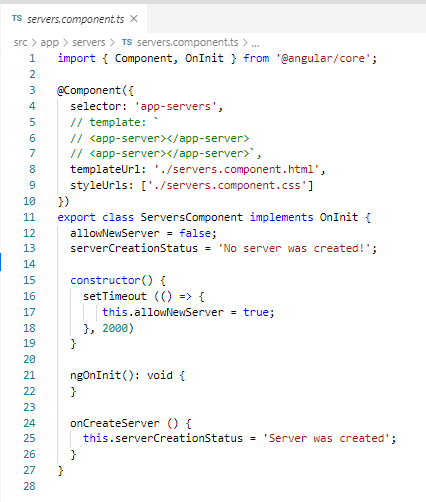 TS servers.component.ts ×
src > app > servers > TS servers.component.ts > ...
1 import { Component, OnInit } from '@angular/core';
2
3 @Component({
4   selector: 'app-servers',
5   // template: `
6   // <app-server></app-server>
7   // <app-server></app-server>`,
8   templateUrl: './servers.component.html',
9   styleUrls: ['./servers.component.css']
10 })
11 export class ServersComponent implements OnInit {
12   allowNewServer = false;
13   serverCreationStatus = 'No server was created!';
14
15   constructor() {
16     setTimeout (() => {
17       this.allowNewServer = true;
18     }, 2000)
19   }
20
21   ngOnInit(): void {
22   }
23
24   onCreateServer () {
25     this.serverCreationStatus = 'Server was created';
26   }
27 }
28